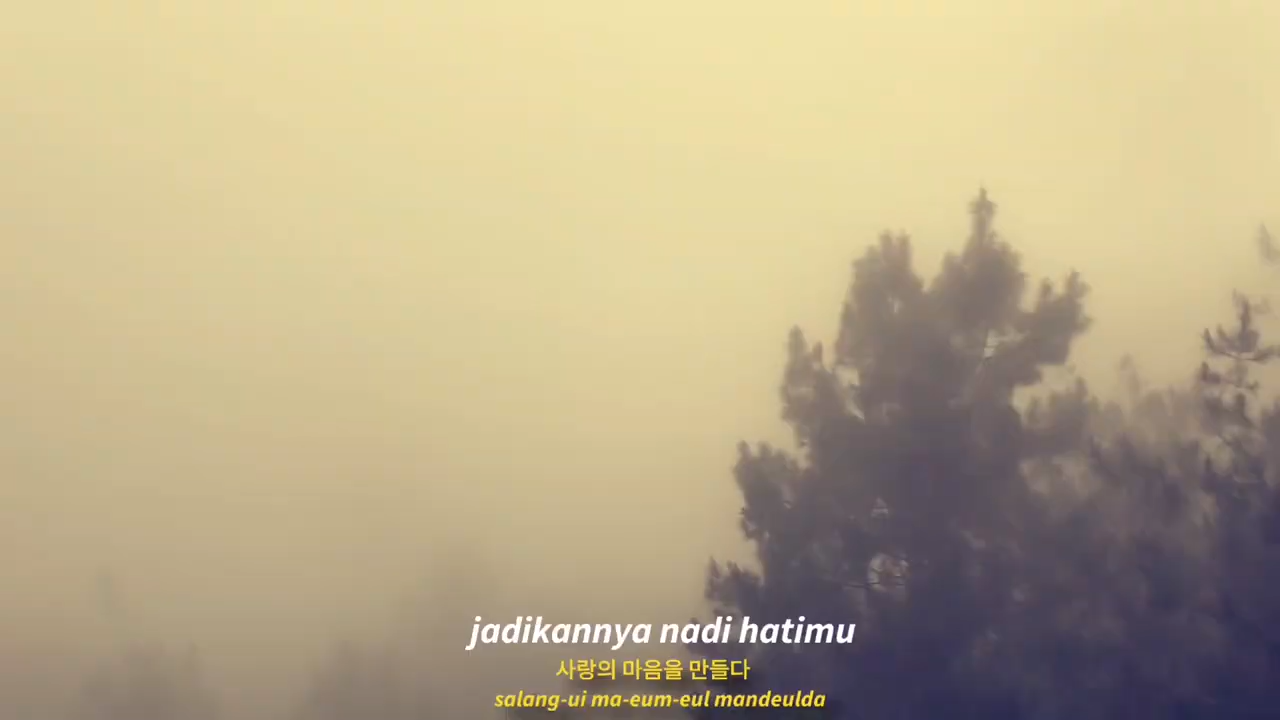 jadikannya nadi hatimu
사랑의 마음을 만들다
salang-ui ma-eum-eul mandeulda